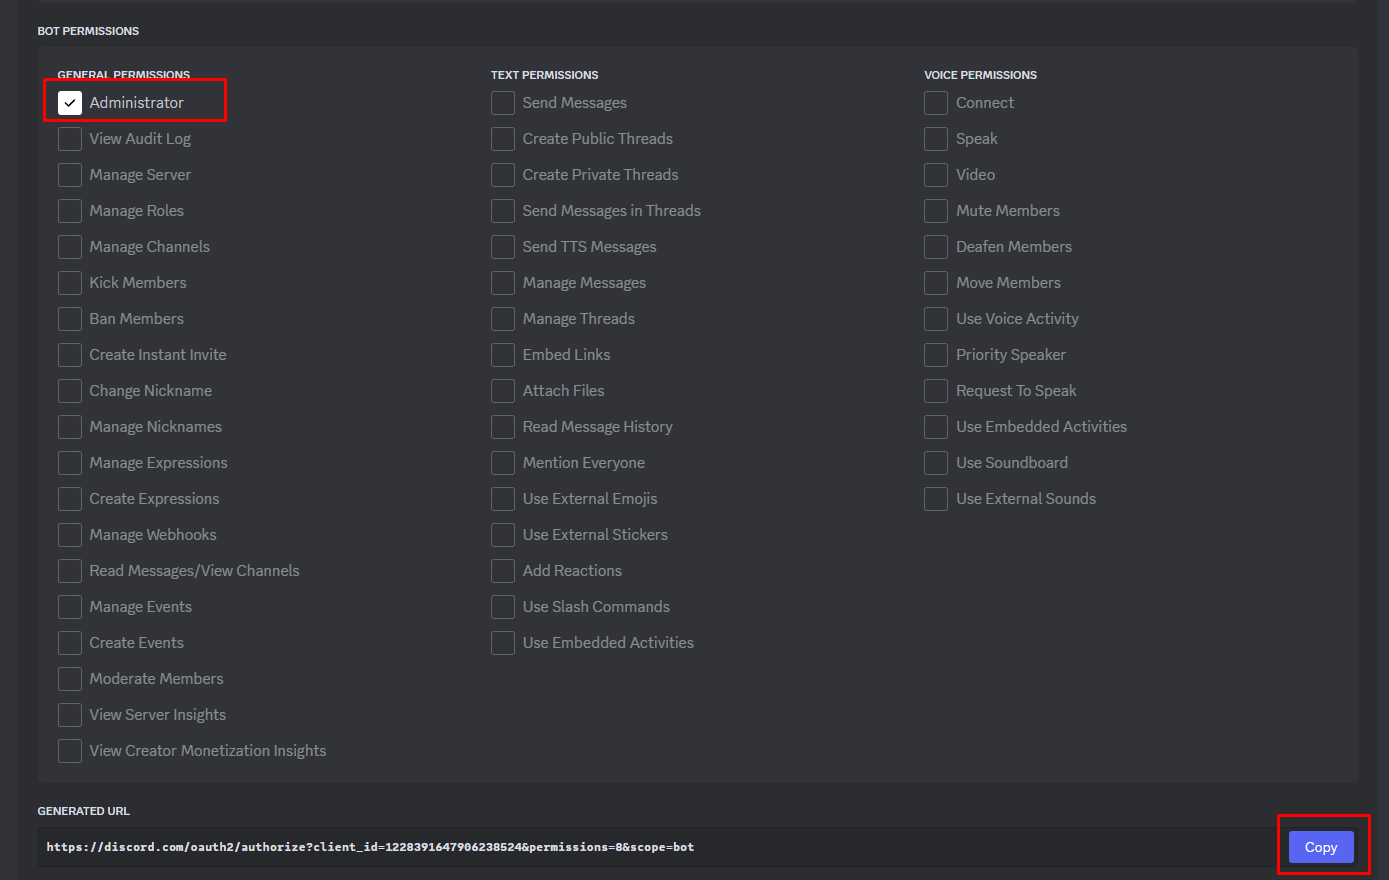 BOT PERMISSIONS
GENERAL PERMISSIONS
Administrator
View Audit Log
Manage Server
Manage Roles
Manage Channels
Kick Members
Ban Members
Create Instant Invite
Change Nickname
Manage Nicknames
Manage Expressions
Create Expressions
Manage Webhooks
Read Messages/View Channels
Manage Events
Create Events
Moderate Members
View Server Insights
View Creator Monetization Insights
TEXT PERMISSIONS
Send Messages
Create Public Threads
Create Private Threads
Send Messages in Threads
Send TTS Messages
Manage Messages
Manage Threads
Embed Links
Attach Files
Read Message History
Mention Everyone
Use External Emojis
Use External Stickers
Add Reactions
Use Slash Commands
Use Embedded Activities
VOICE PERMISSIONS
Connect
Speak
Video
Mute Members
Deafen Members
Move Members
Use Voice Activity
Priority Speaker
Request To Speak
Use Embedded Activities
Use Soundboard
Use External Sounds
GENERATED URL
https://discord.com/oauth2/authorize?client_id=1228391647906238524&permissions=8&scope=bot
Copy